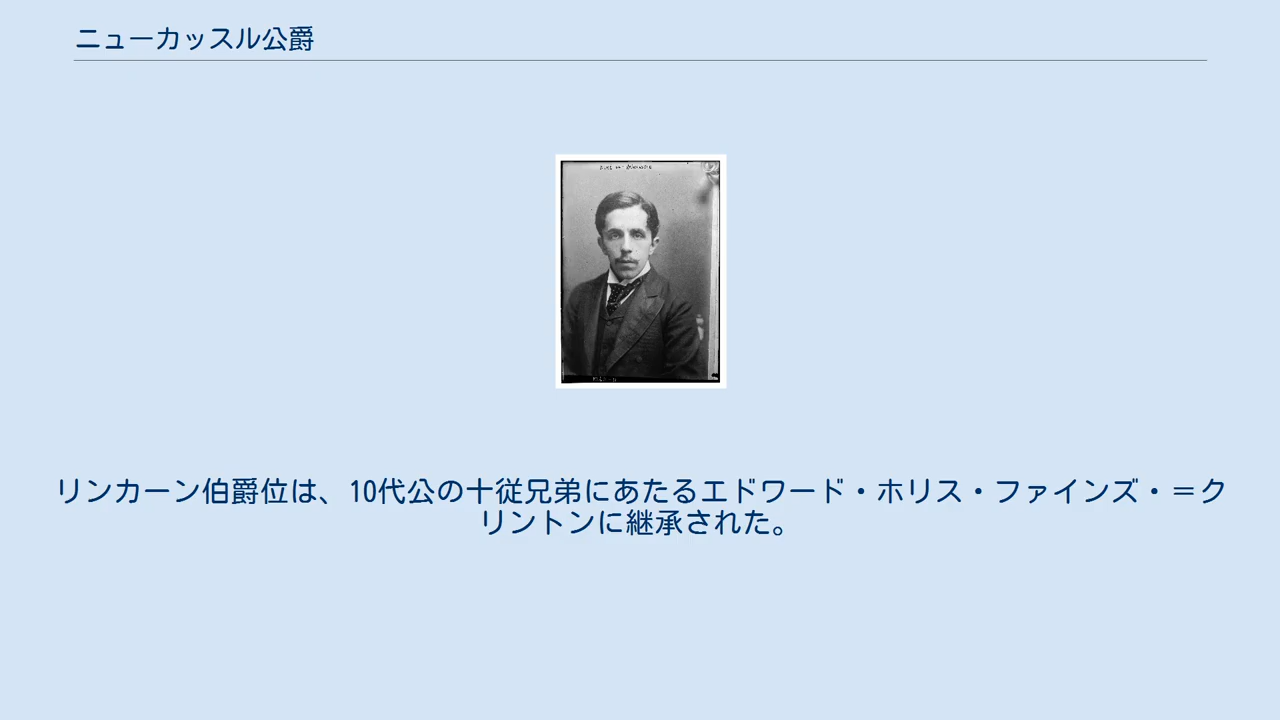 ニューカッスル公爵
リンカーン伯爵位は、10代公の十従兄弟にあたるエドワード・ホリス・ファインズ・＝ク
リントンに継承された。